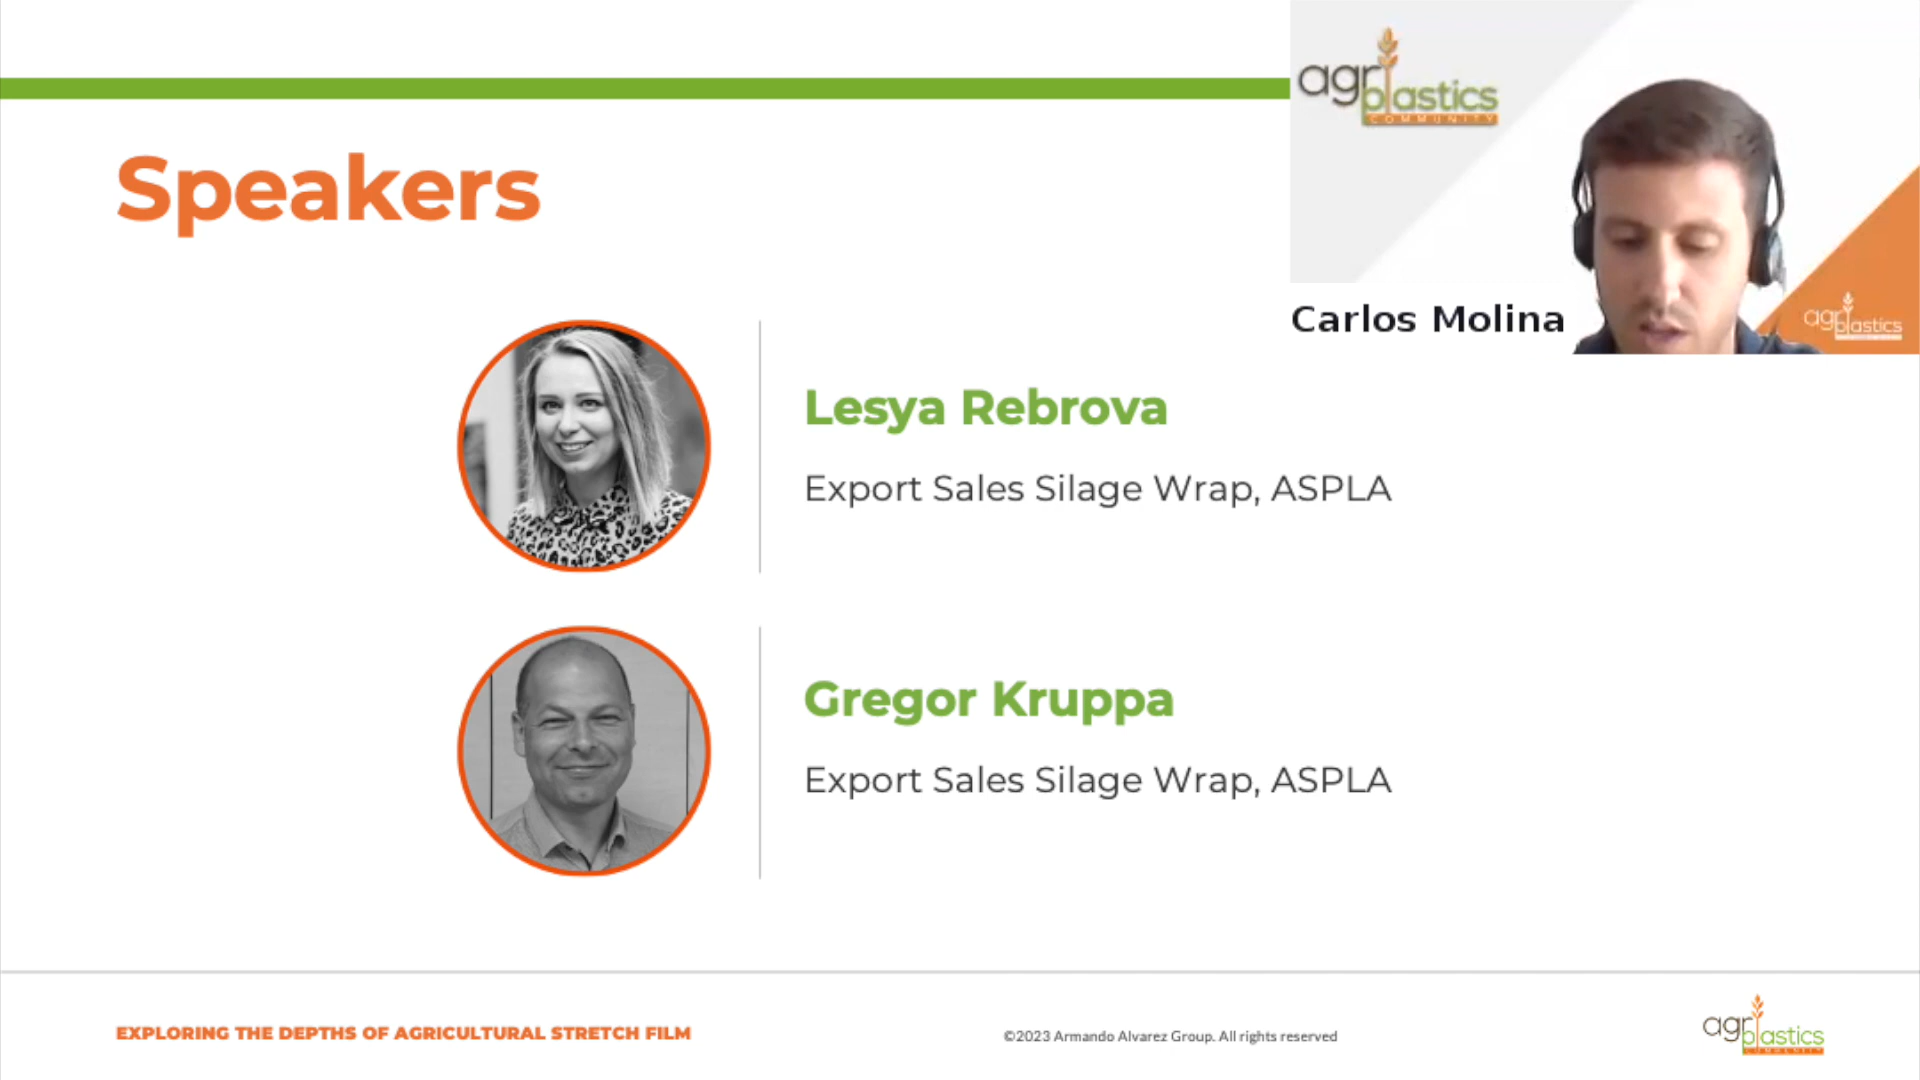 agriplastics
COMMUNITY
Speakers
Carlos Molina
agriplastics
Lesya Rebrova
Export Sales Silage Wrap, ASPLA
Gregor Kruppa
Export Sales Silage Wrap, ASPLA
EXPLORING THE DEPTHS OF AGRICULTURAL STRETCH FILM
©2023 Armando Alvarez Group. All rights reserved
agriplastics
COMMUNITY